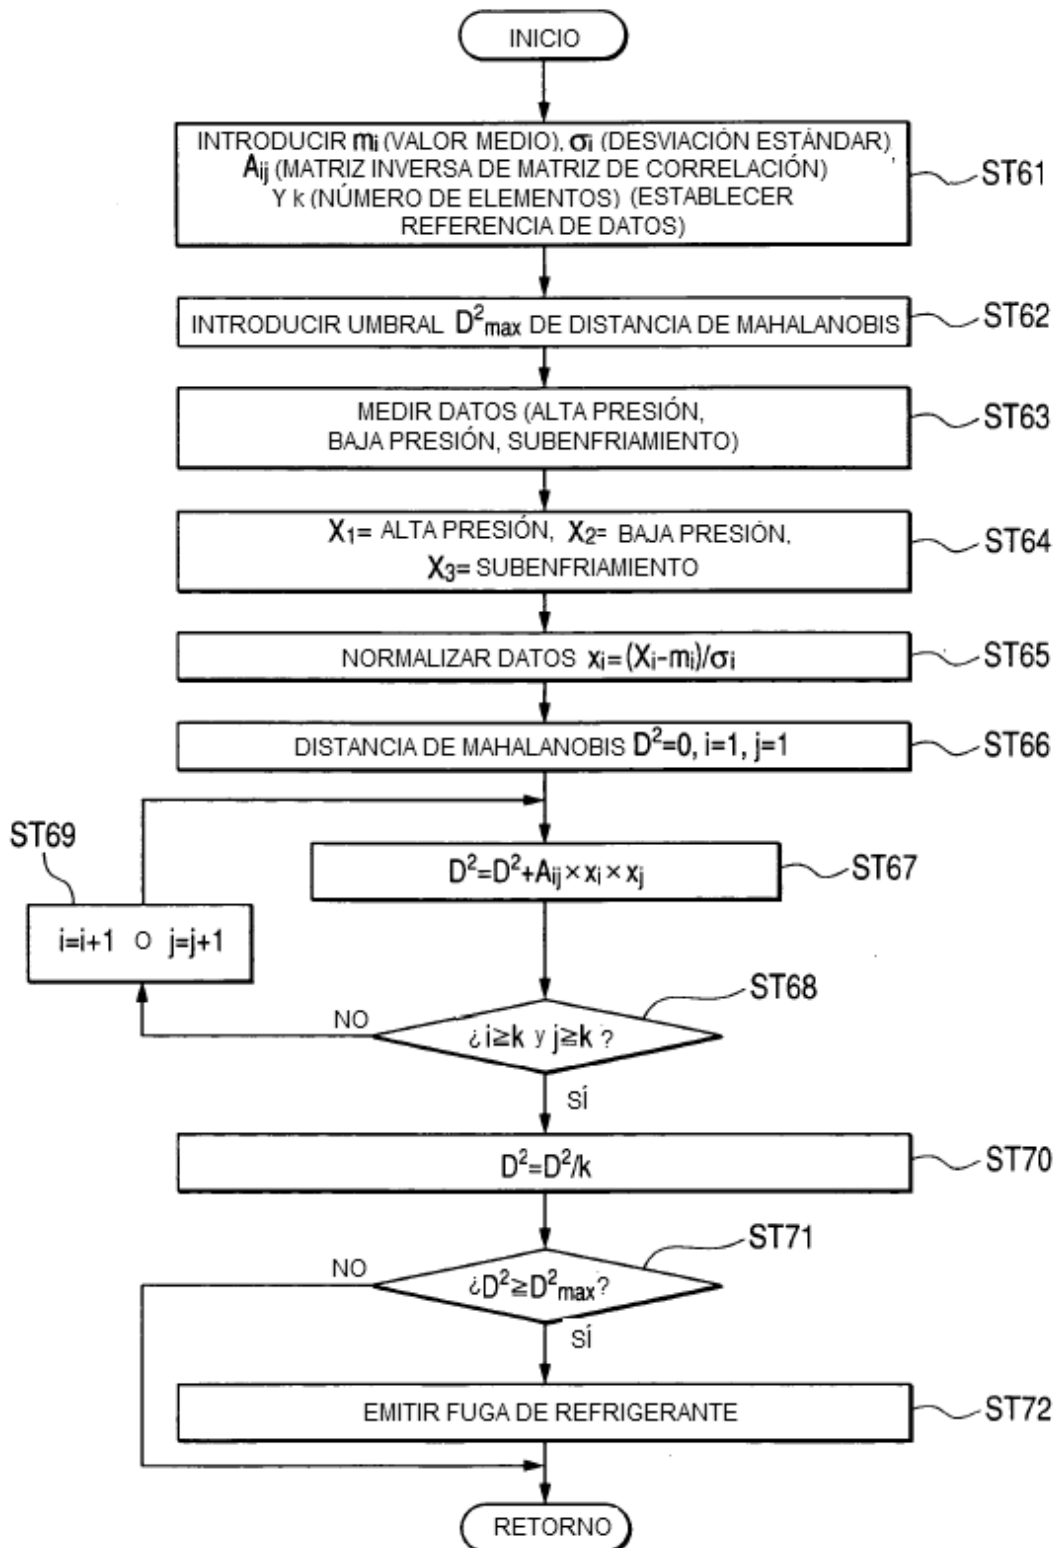 INICIO
INTRODUCIR mi (VALOR MEDIO), σi (DESVIACIÓN ESTÁNDAR),
Aij (MATRIZ INVERSA DE MATRIZ DE CORRELACIÓN)
Y k (NÚMERO DE ELEMENTOS) (ESTABLECER
REFERENCIA DE DATOS)
ST61
INTRODUCIR UMBRAL D²max DE DISTANCIA DE MAHALANOBIS
ST62
MEDIR DATOS (ALTA PRESIÓN,
BAJA PRESIÓN, SUBENFRIAMIENTO)
ST63
X1= ALTA PRESIÓN, X2= BAJA PRESIÓN,
X3= SUBENFRIAMIENTO
ST64
NORMALIZAR DATOS xi=(Xi-mi)/σi
ST65
DISTANCIA DE MAHALANOBIS D²=0, i=1, j=1
ST66
ST69
D²=D²+Aij×xi×xj
ST67
i=i+1 O j=j+1
ST68
NO
¿i≧k y j≧k?
SÍ
D²=D²/k
ST70
ST71
NO
¿D²≧D²max?
SÍ
EMITIR FUGA DE REFRIGERANTE
ST72
RETORNO